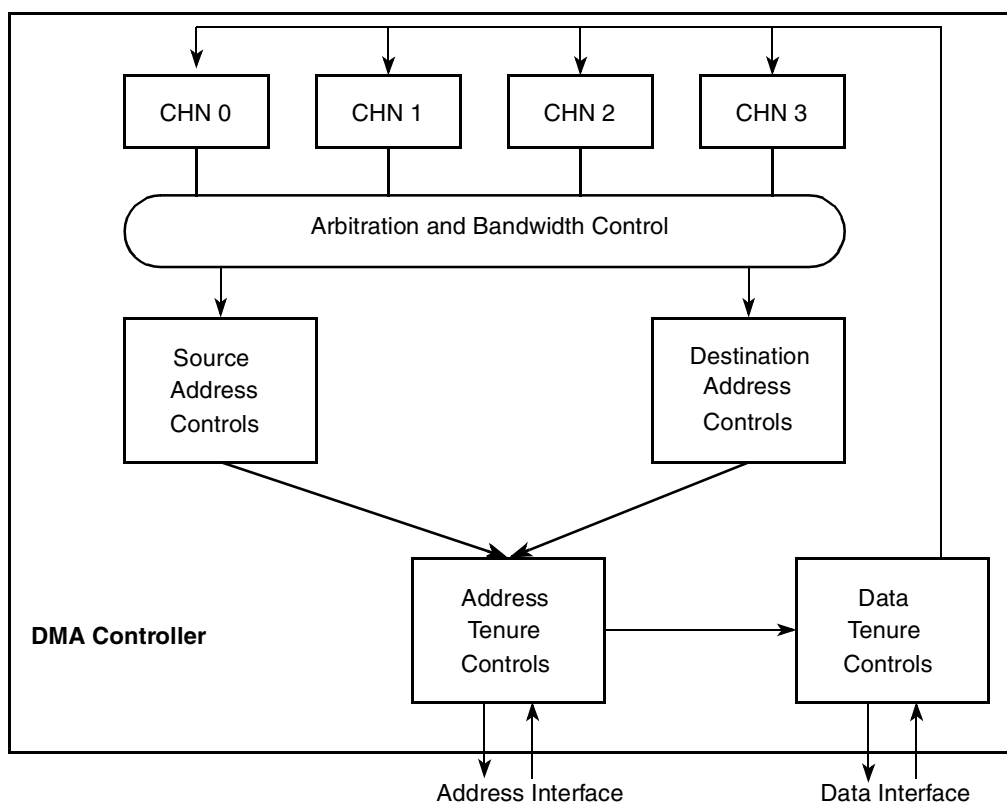 CHN 0
CHN 1
CHN 2
CHN 3
Arbitration and Bandwidth Control
Source
Address
Controls
Destination
Address
Controls
Address
Tenure
Controls
Data
Tenure
Controls
DMA Controller
Address Interface
Data Interface